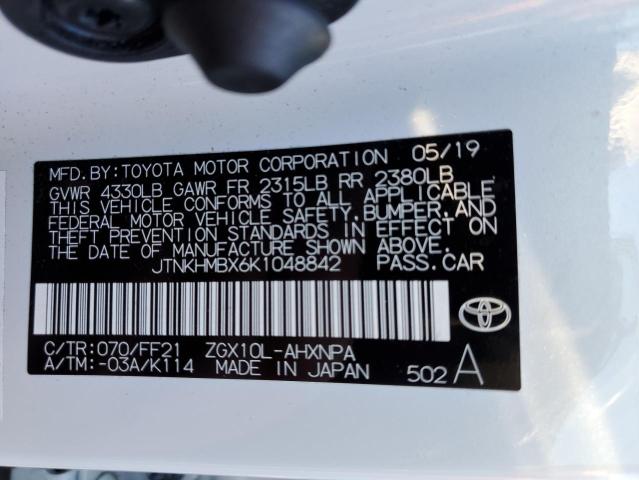 MFD.BY:TOYOTA MOTOR CORPORATION 05/19
GVWR 4330LB GAWR FR 2315LB RR 2380LB
THIS VEHICLE CONFORMS TO ALL APPLICABLE
FEDERAL MOTOR VEHICLE SAFETY,BUMPER,AND
THEFT PREVENTION STANDARDS IN EFFECT ON
THE DATE OF MANUFACTURE SHOWN ABOVE.
JTNKHMBX6K1048842 PASS.CAR
C/TR:070/FF21 ZGX10L-AHXNPA
A/TM:-03A/K114 MADE IN JAPAN 502 A